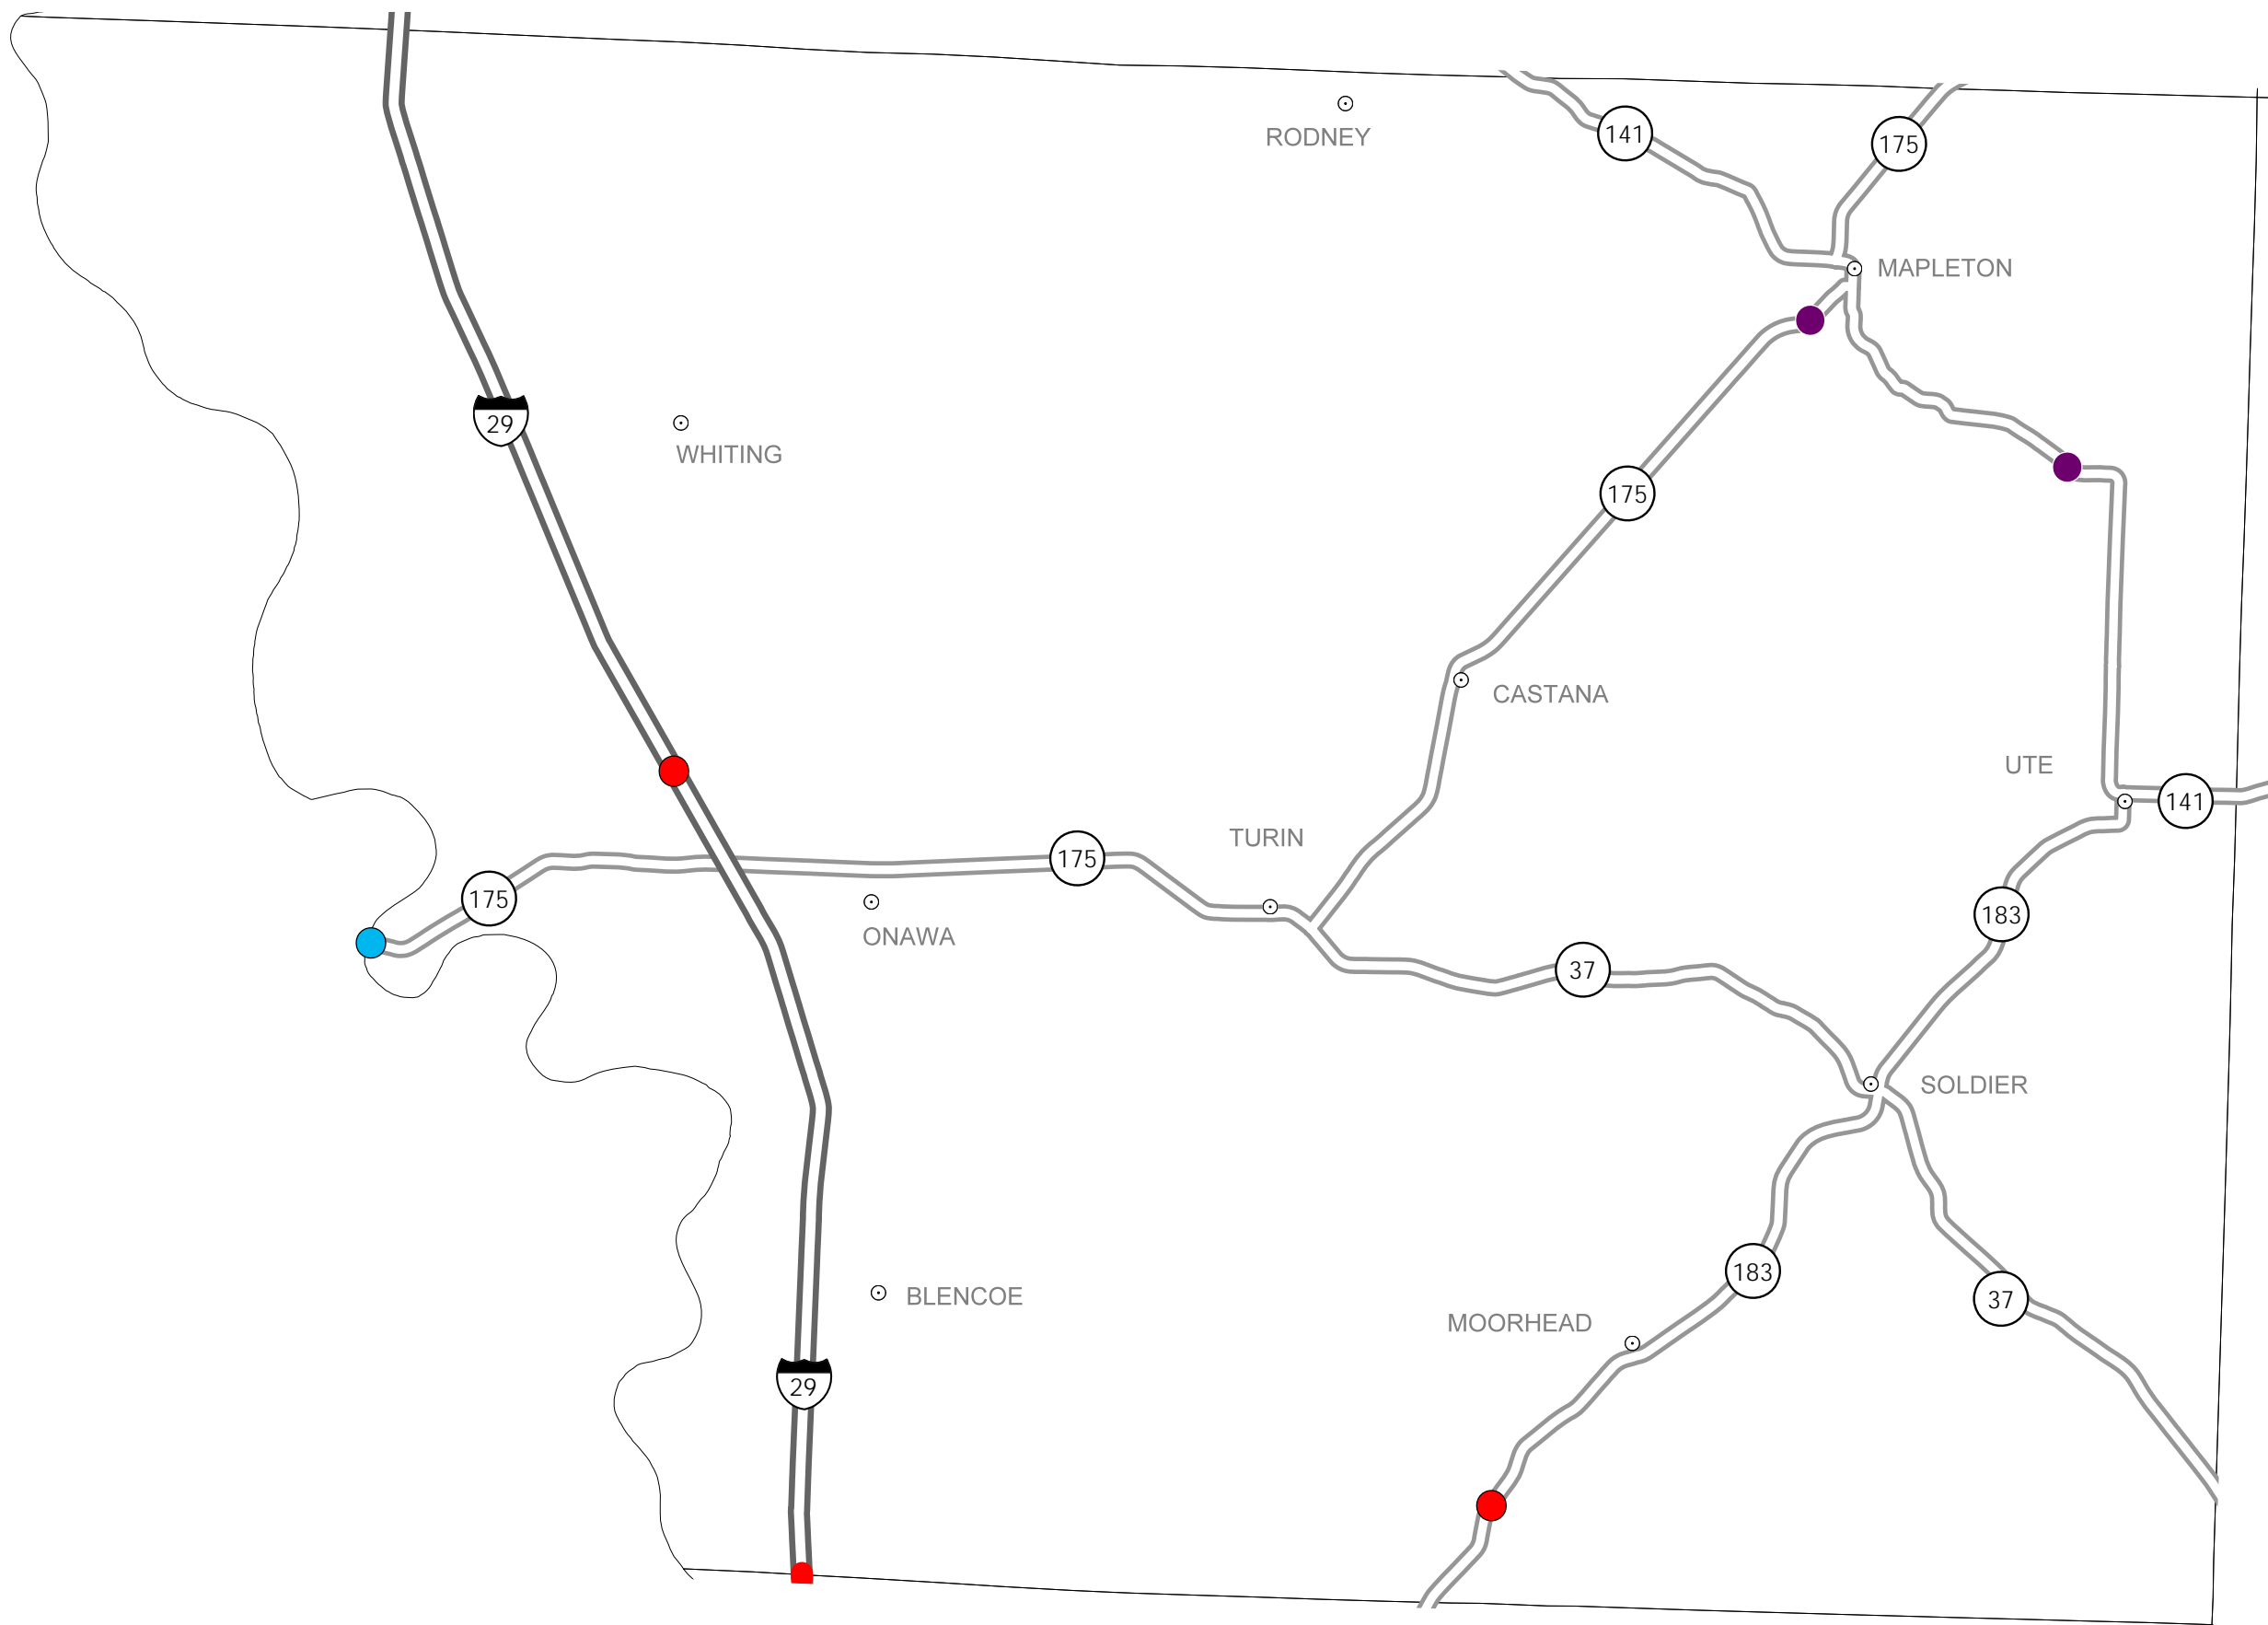 RODNEY
141
175
MAPLETON
29
WHITING
175
CASTANA
UTE
141
TURIN
175
175
183
ONAWA
37
SOLDIER
183
BLENCOE
37
MOORHEAD
29